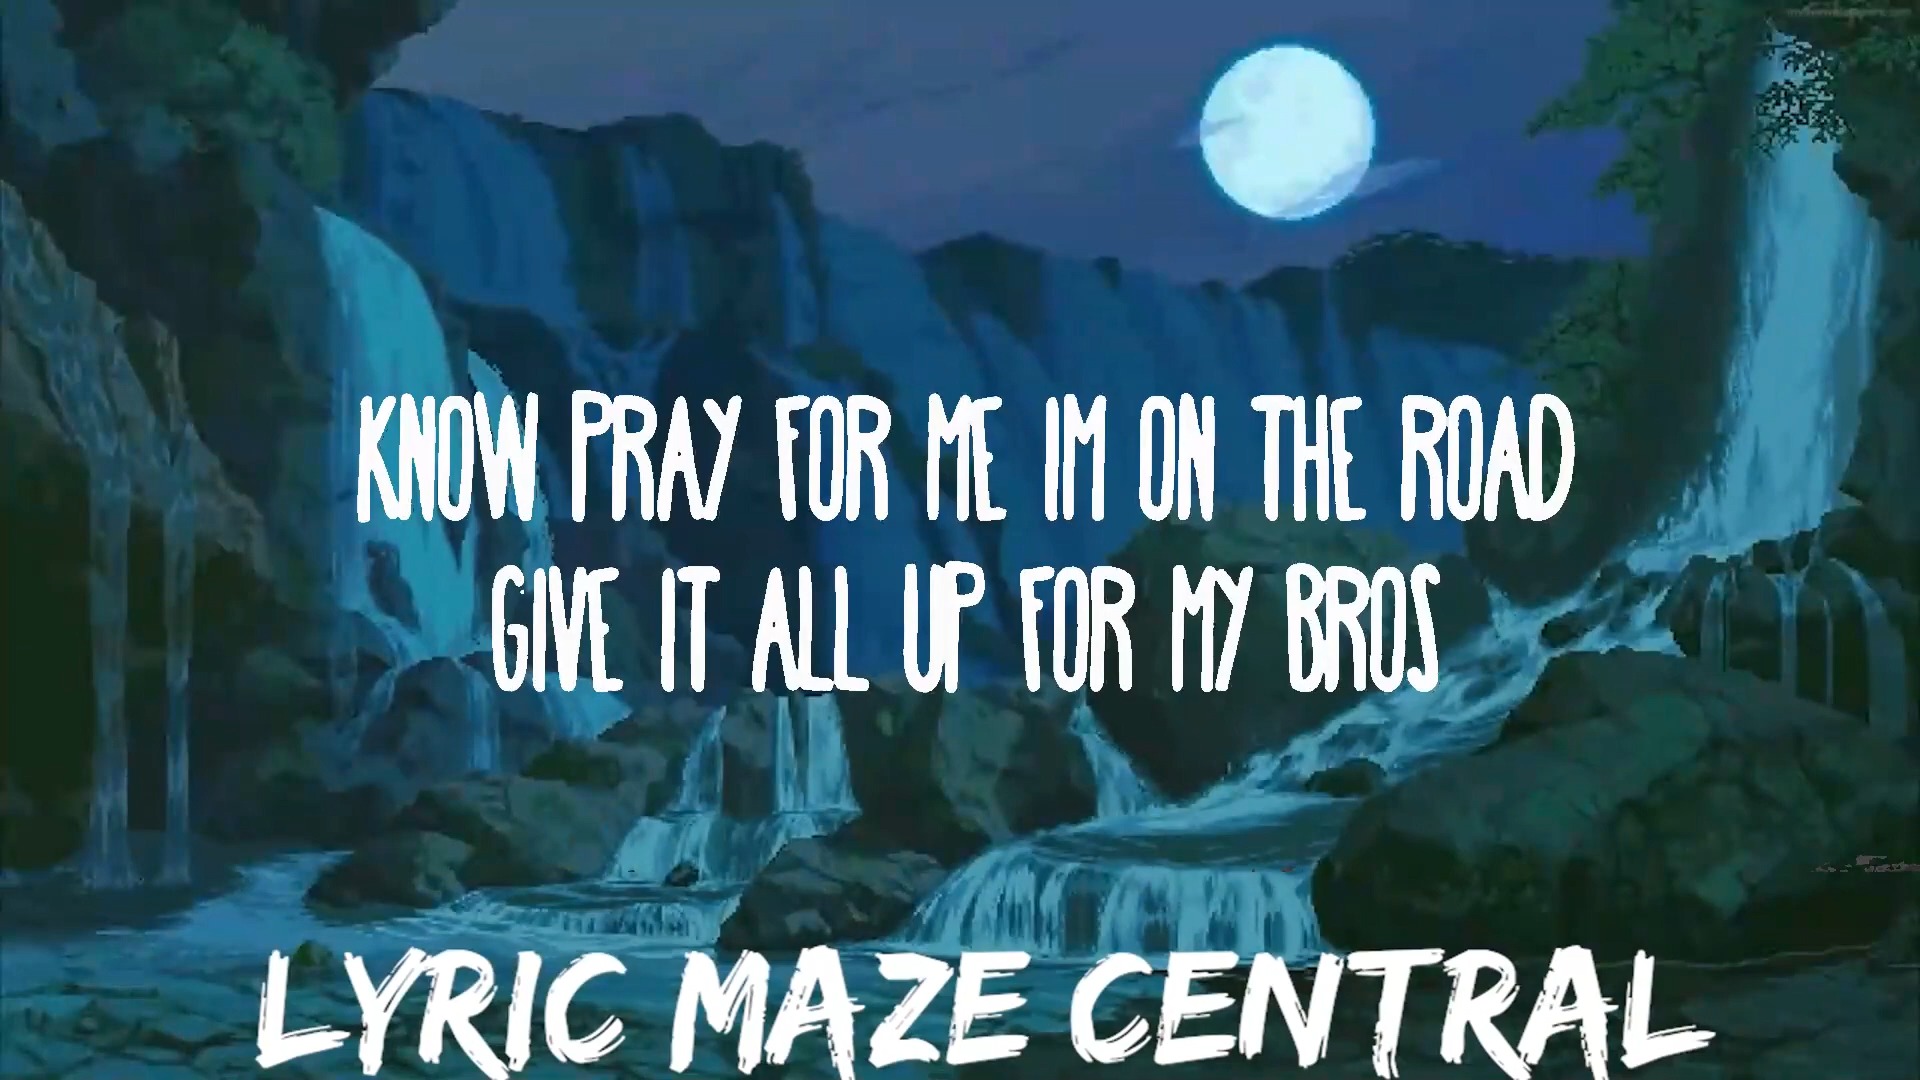 KNOW PRAY FOR ME IM ON THE ROAD
GIVE IT ALL UP FOR MY BROS
LYRIC MAZE CENTRAL